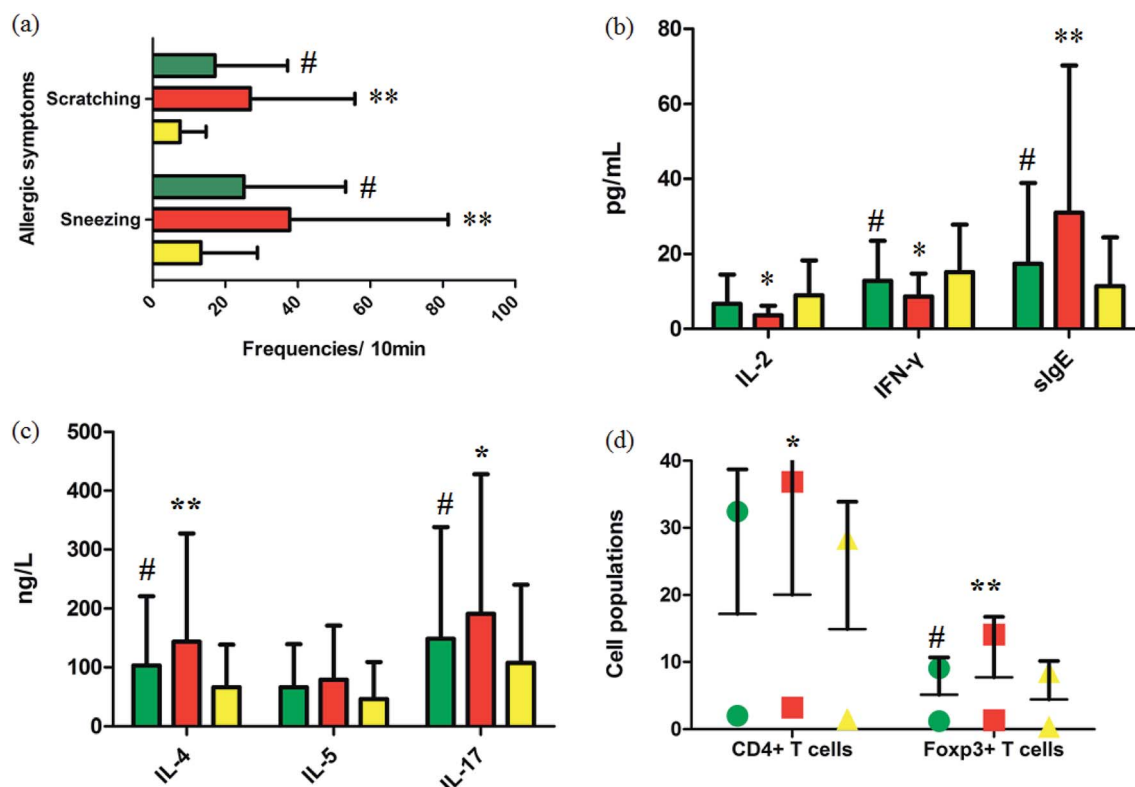 (a)
Allergic symptoms
#
Scratching
**
#
Sneezing
**
0 20 40 60 80 100
Frequencies/ 10min
(b)
pg/mL
80
60
40
20
0
*
#
*
#
**
IL-2 IFN-γ sIgE
(c)
ng/L
500
400
300
200
100
0
#
**
#
*
IL-4 IL-5 IL-17
(d)
Cell populations
40
30
20
10
0
*
#
**
CD4+ T cells Foxp3+ T cells